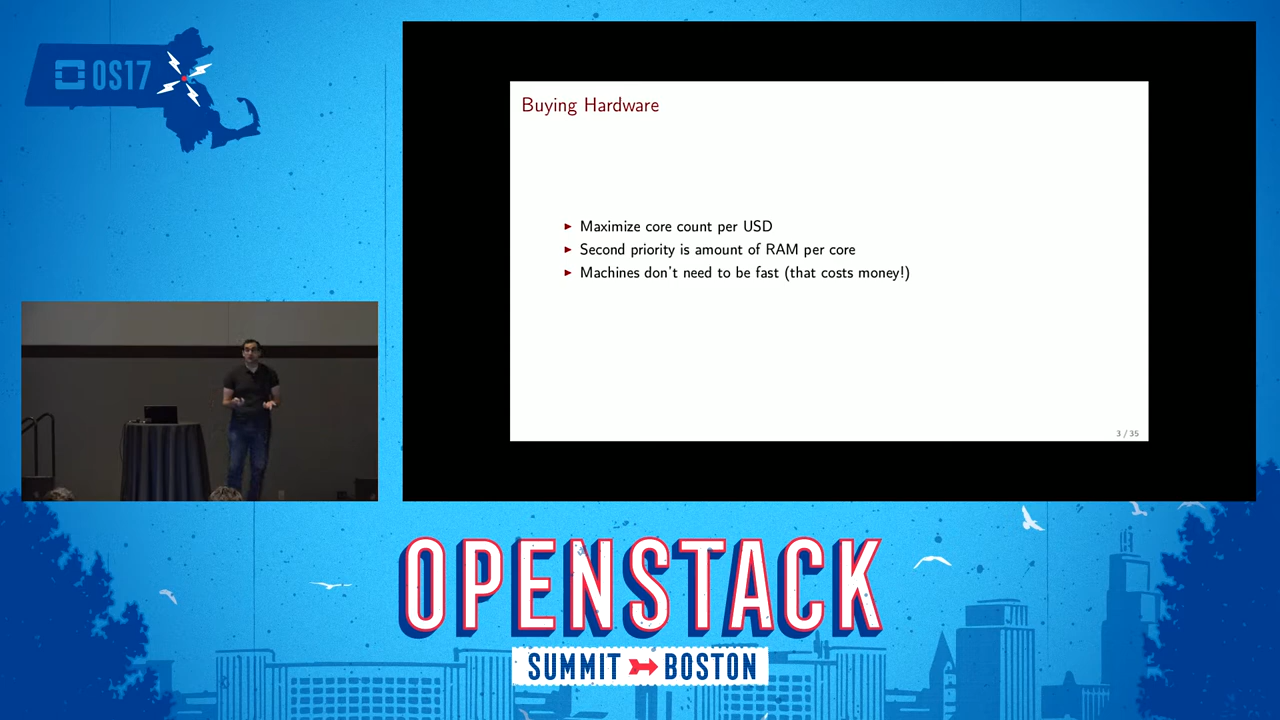 OS17
Buying Hardware
Maximize core count per USD
Second priority is amount of RAM per core
Machines don't need to be fast (that costs money!)
3 / 35
OPENSTACK
SUMMIT BOSTON